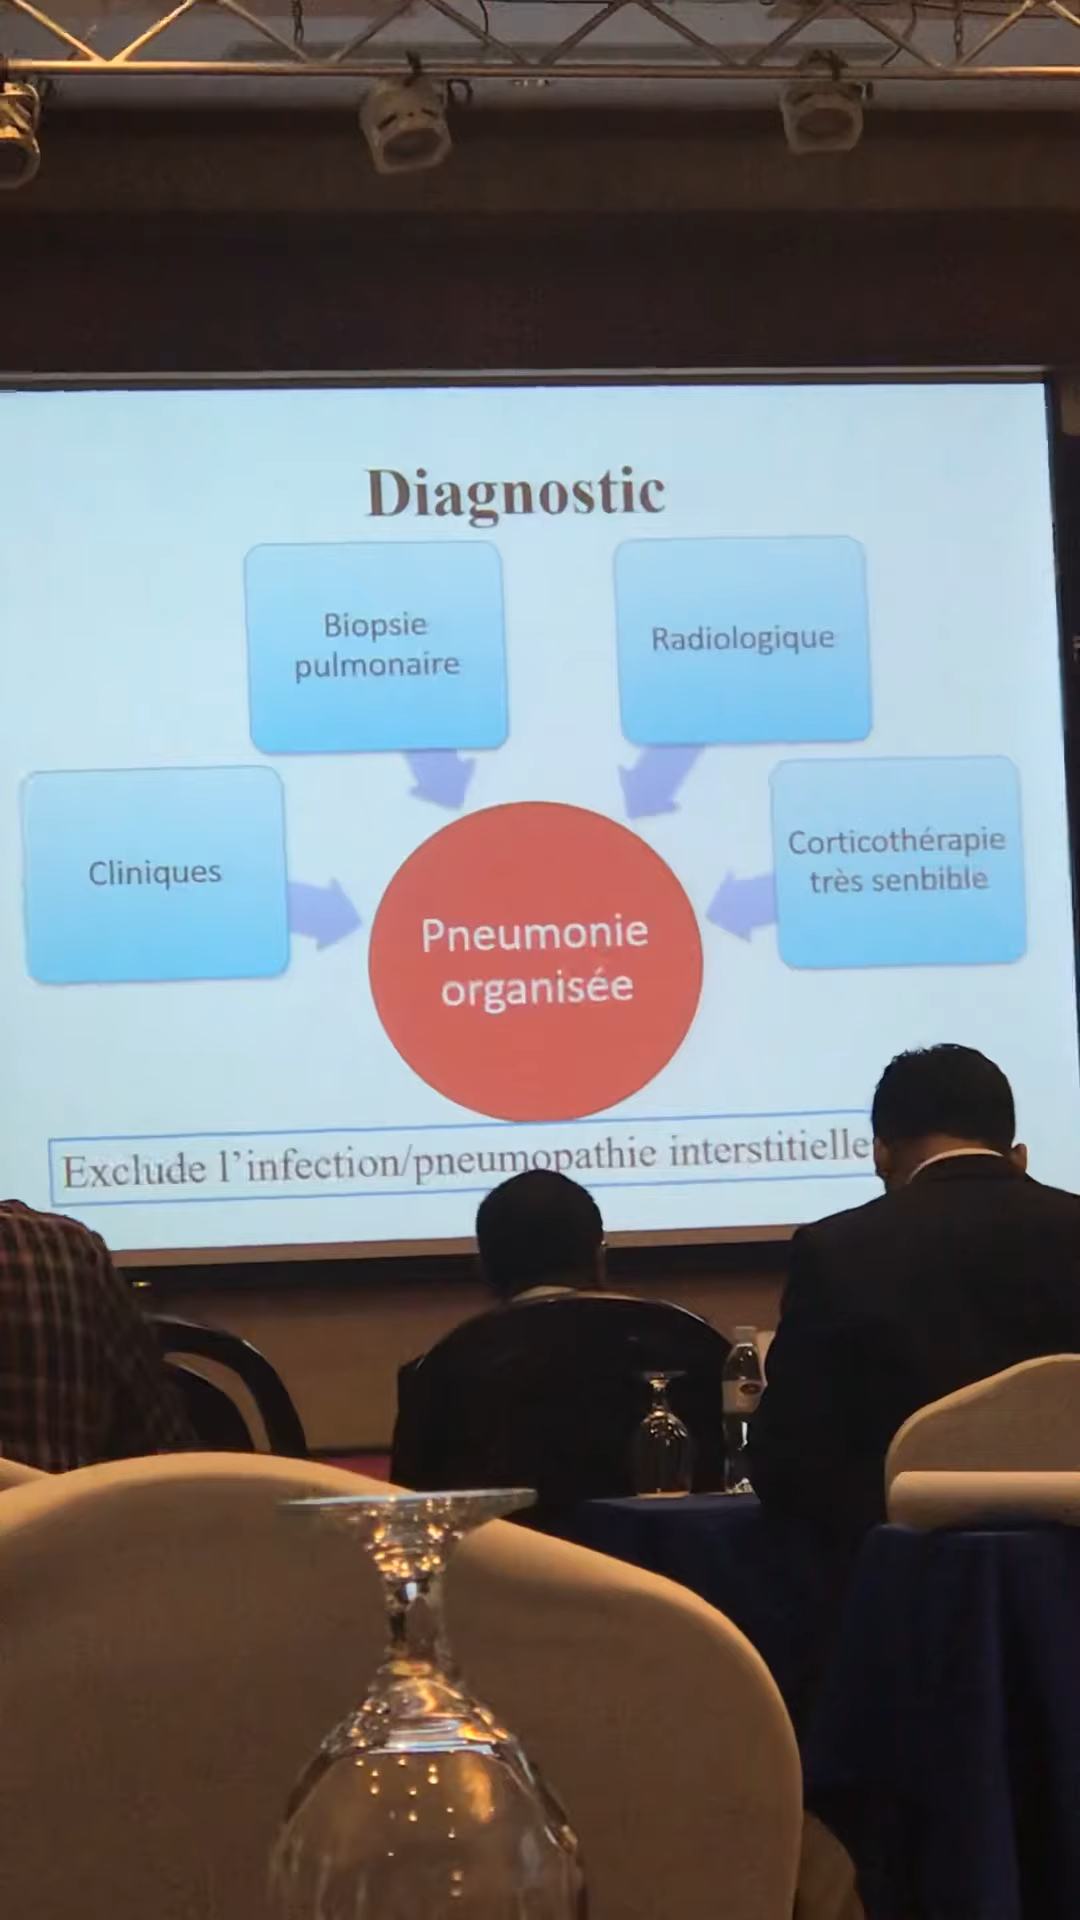 Diagnostic
Biopsie
pulmonaire
Radiologique
Cliniques
Corticothérapie
très senbible
Pneumonie
organisée
Exclude l’infection/pneumopathie interstitielle